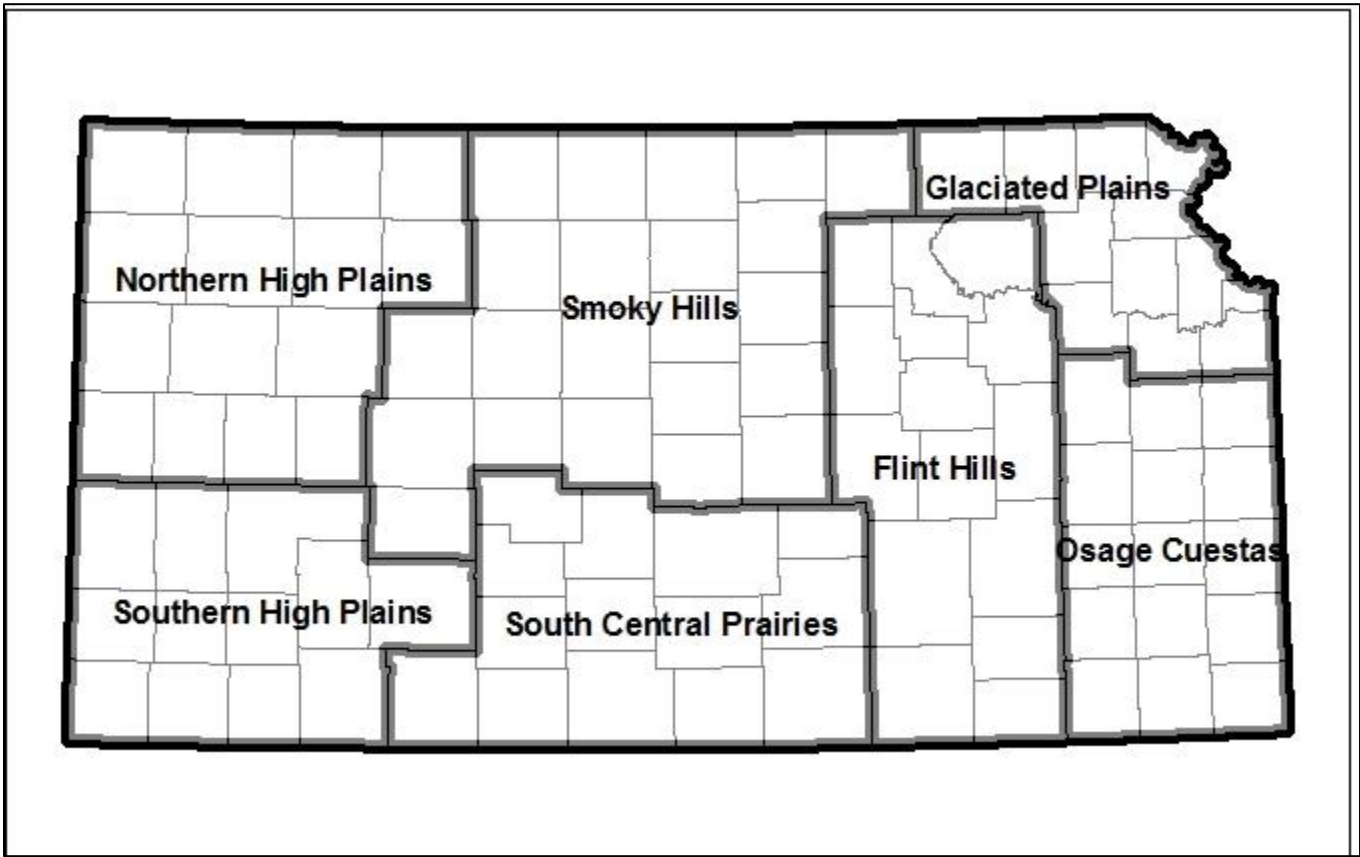 Glaciated Plains
Northern High Plains
Smoky Hills
Flint Hills
Osage Cuestas
Southern High Plains
South Central Prairies